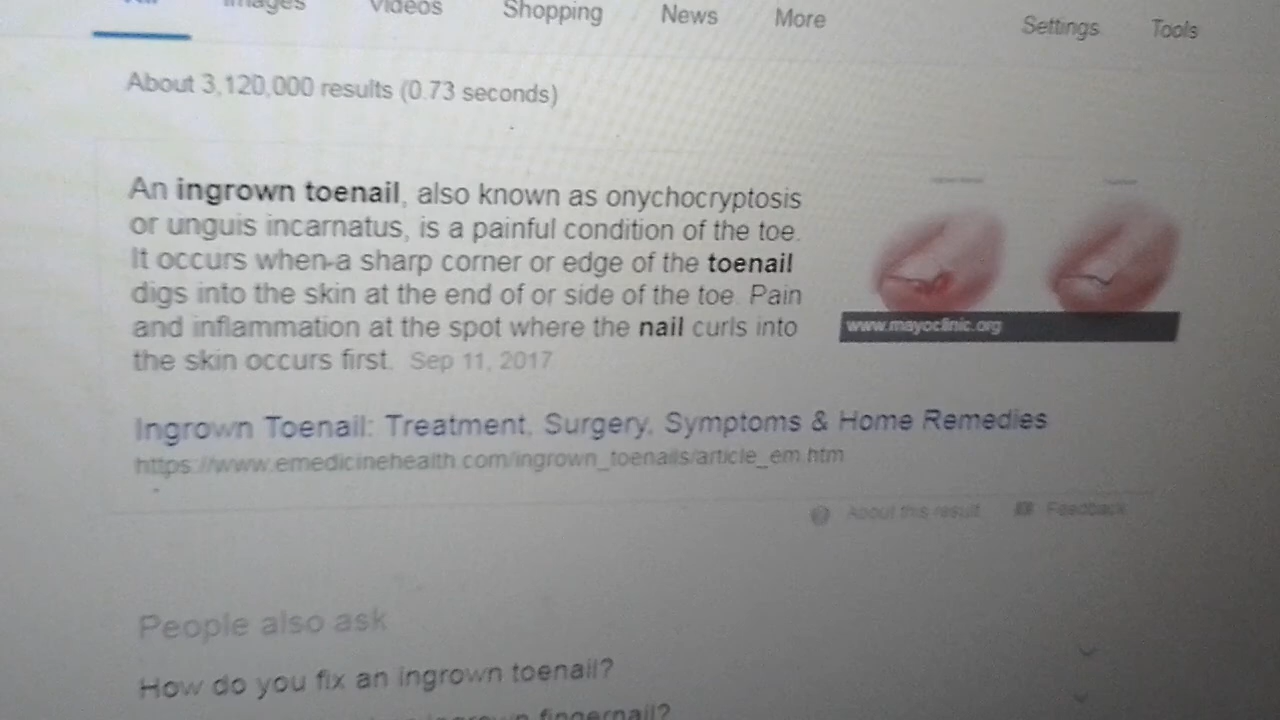 Images Videos Shopping News More Settings Tools
About 3,120,000 results (0.73 seconds)
An ingrown toenail, also known as onychocryptosis
or unguis incarnatus, is a painful condition of the toe.
It occurs when a sharp corner or edge of the toenail
digs into the skin at the end of or side of the toe. Pain
and inflammation at the spot where the nail curls into
the skin occurs first. Sep 11, 2017
www.mayoclinic.org
Ingrown Toenail: Treatment, Surgery, Symptoms & Home Remedies
https://www.emedicinehealth.com/ingrown_toenails/article_em.htm
About this result Feedback
People also ask
How do you fix an ingrown toenail?
ingrown fingernail?